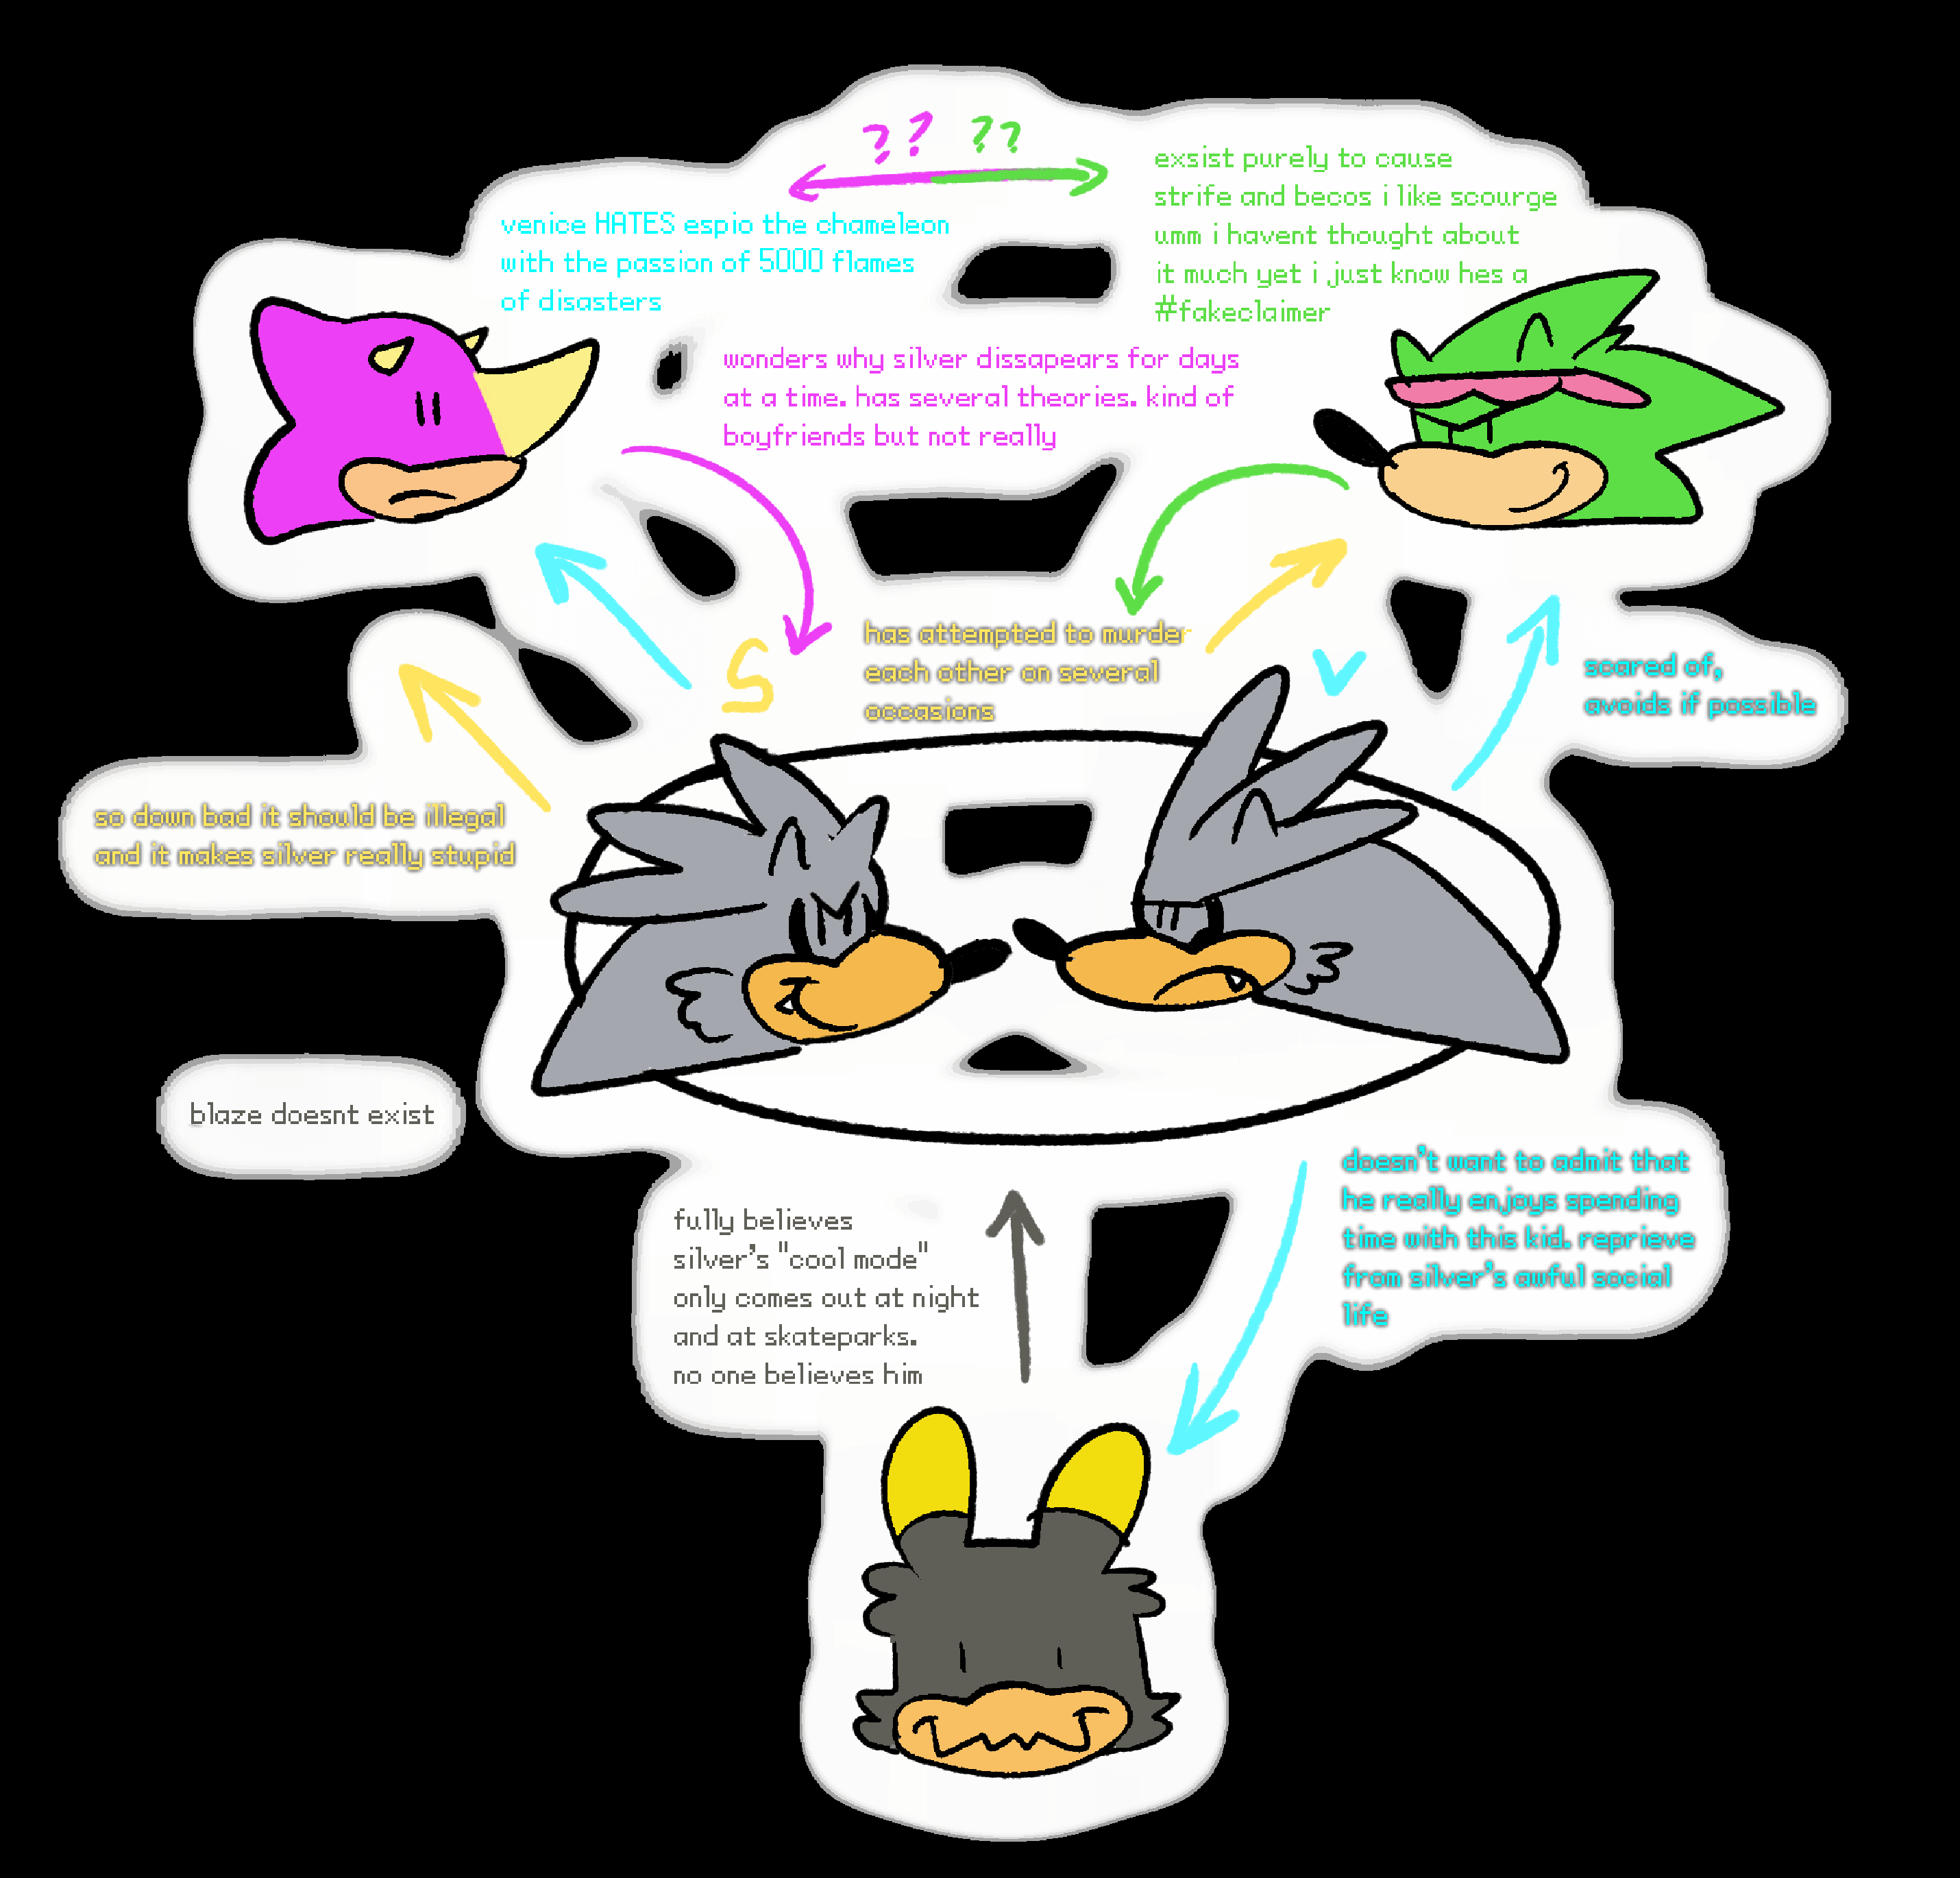 ?? ??
exsist purely to cause
strife and becos i like scourge
umm i havent thought about
it much yet i just know hes a
#fakeclaimer
venice HATES espio the chameleon
with the passion of 5000 flames
of disasters
wonders why silver dissapears for days
at a time. has several theories. kind of
boyfriends but not really
has attempted to murder
each other on several
occasions
S
V
scared of,
avoids if possible
so down bad it should be illegal
and it makes silver really stupid
blaze doesnt exist
doesn't want to admit that
he really enjoys spending
time with this kid. reprieve
from silver's awful social
life
fully believes
silver's "cool mode"
only comes out at night
and at skateparks.
no one believes him